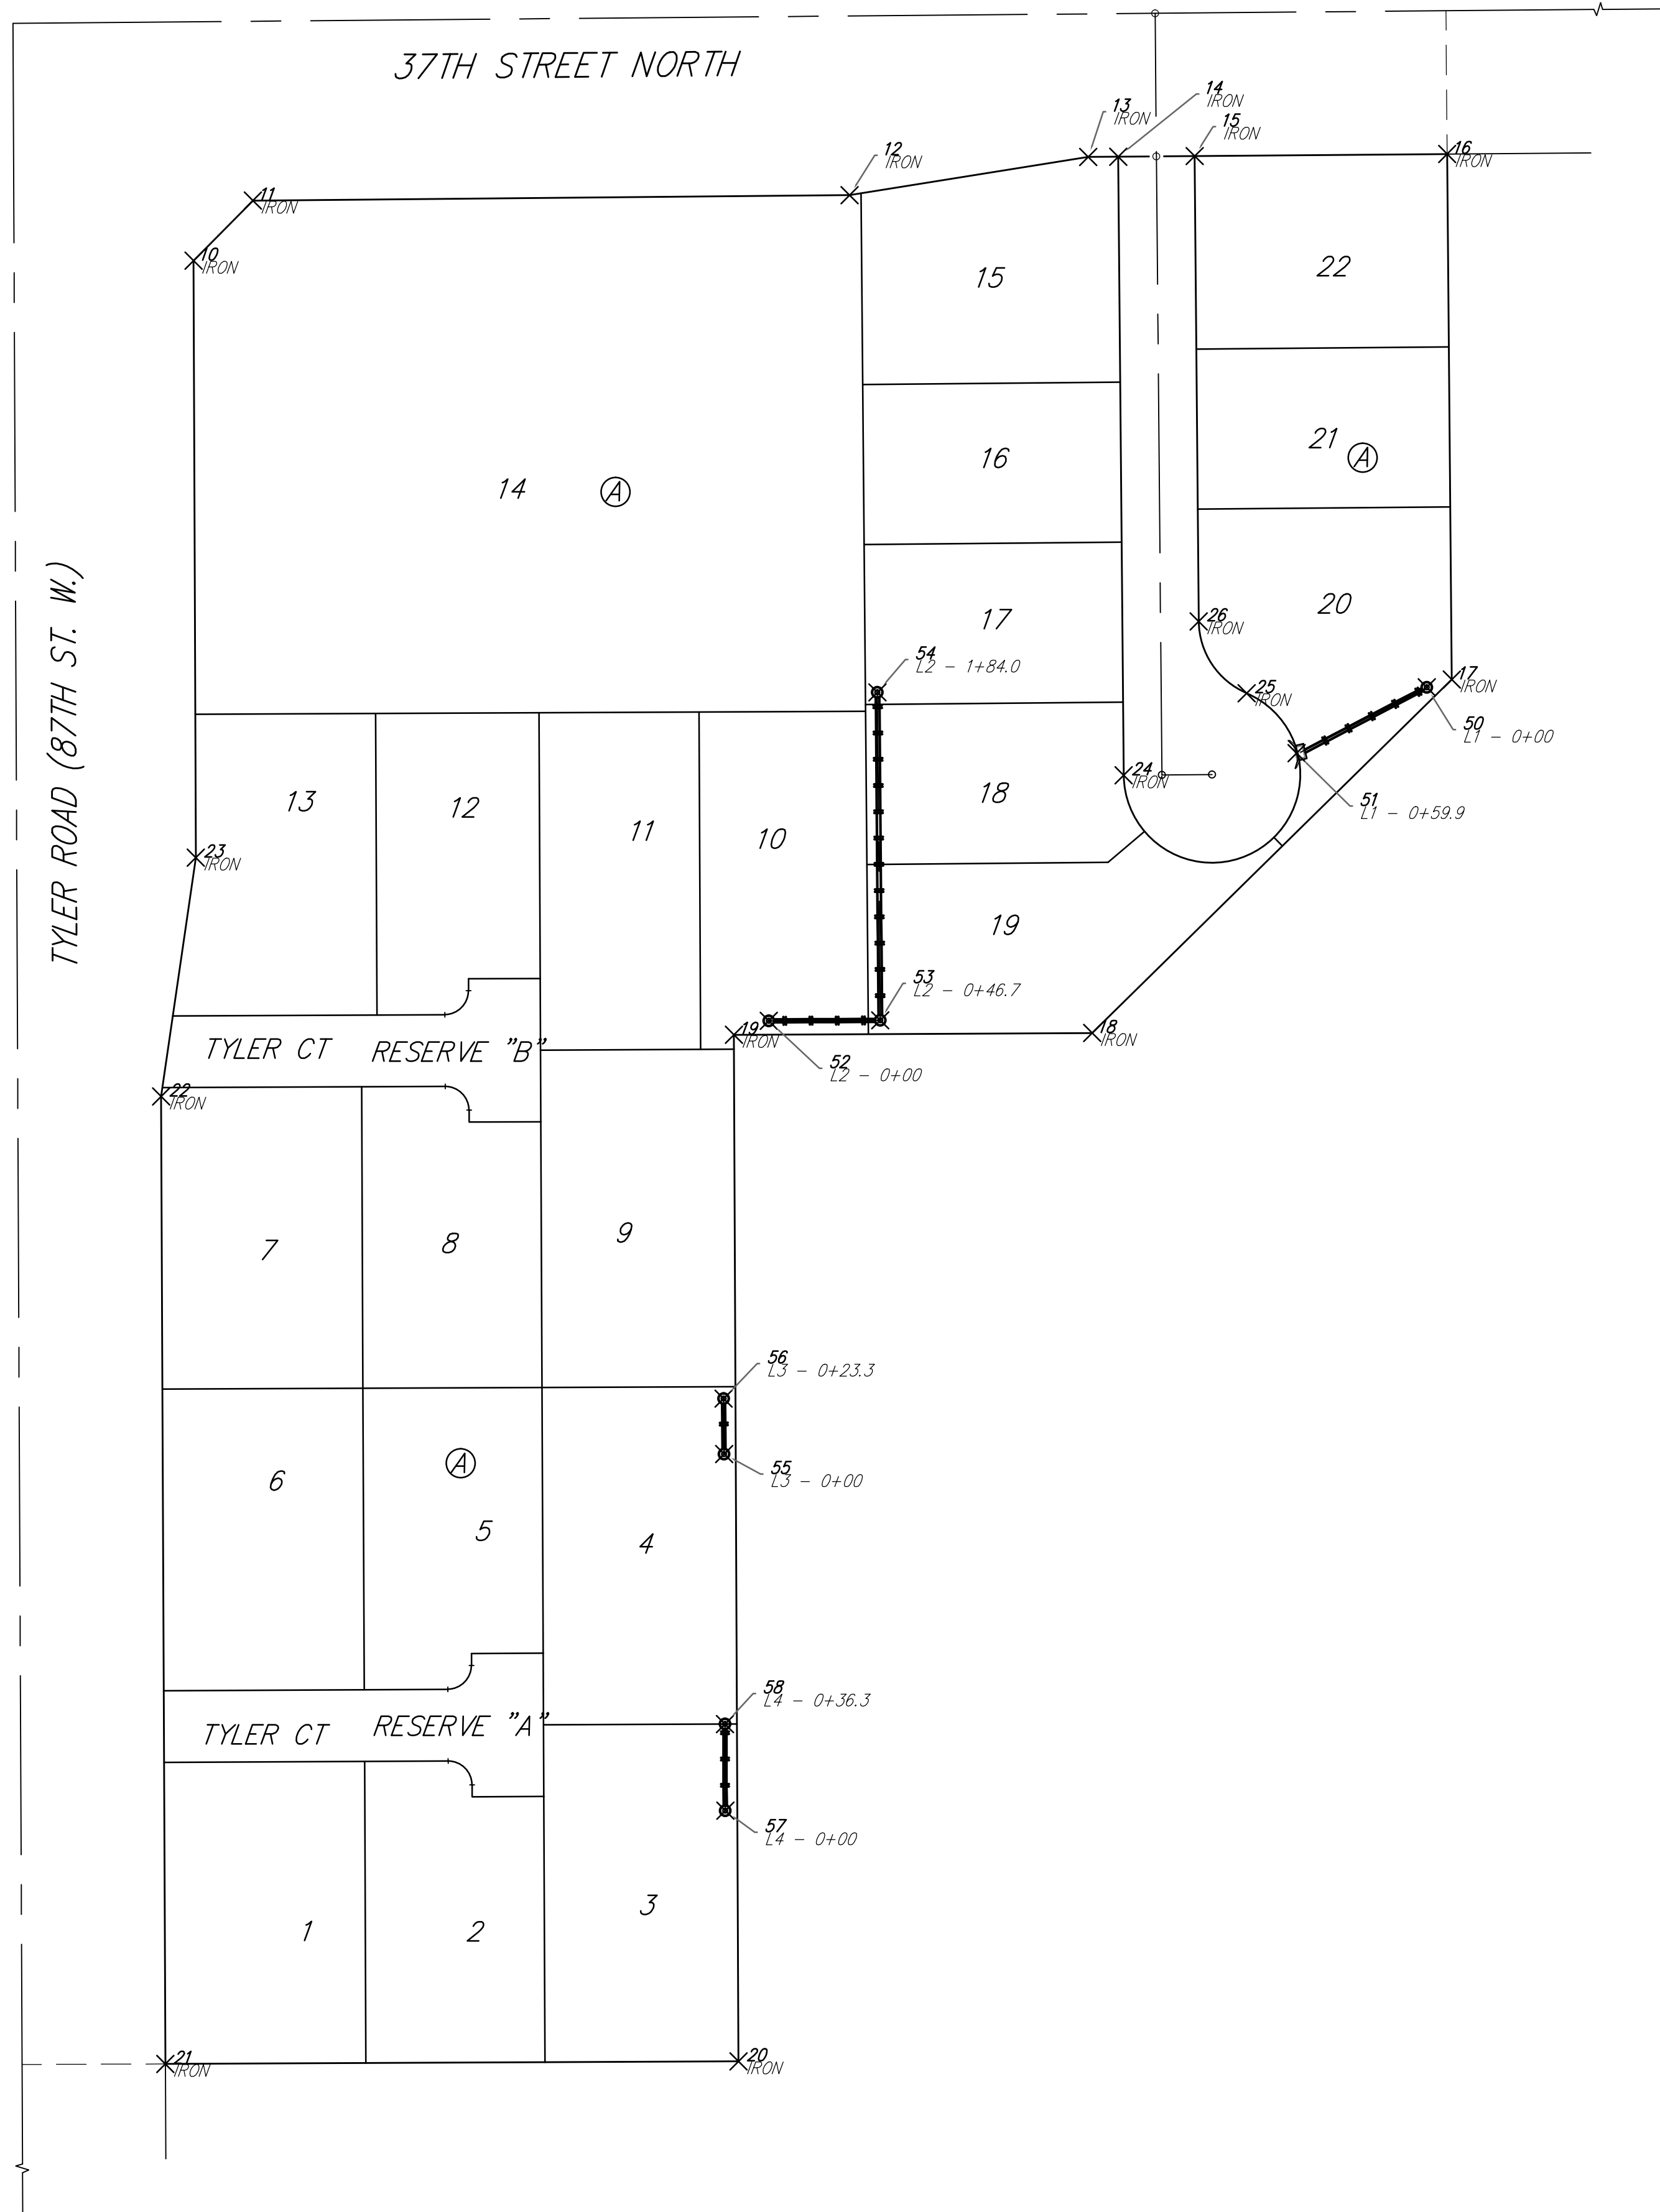 37TH STREET NORTH
14
IRON
13
IRON
15
IRON
12
IRON
16
IRON
11
IRON
10
IRON
22
15
21
A
16
14
A
20
17
26
IRON
54
L2 - 1+84.0
17
IRON
25
IRON
50
L1 - 0+00
TYLER ROAD (87TH ST. W.)
24
IRON
18
13
12
11
10
51
L1 - 0+59.9
23
IRON
19
53
L2 - 0+46.7
18
IRON
19
IRON
TYLER CT
RESERVE "B"
52
L2 - 0+00
22
IRON
7
8
9
56
L3 - 0+23.3
A
6
55
L3 - 0+00
5
4
58
L4 - 0+36.3
TYLER CT
RESERVE "A"
57
L4 - 0+00
3
1
2
21
IRON
20
IRON